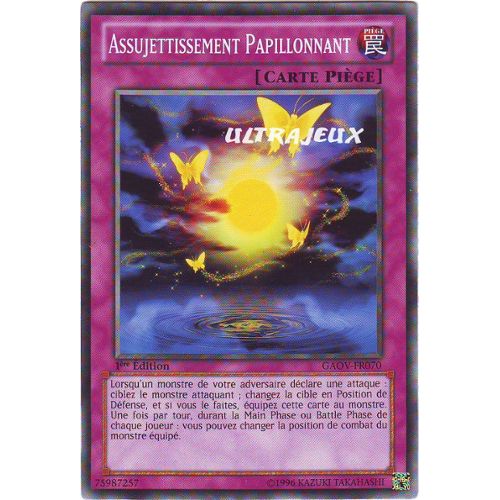 ASSUJETTISSEMENT PAPILLONNANT
PIÈGE
罠
[CARTE PIÈGE]
ULTRAJEUX
1ère Édition
GAOV-FR070
Lorsqu'un monstre de votre adversaire déclare une attaque :
ciblez le monstre attaquant ; changez la cible en Position de
Défense, et si vous le faites, équipez cette carte au monstre.
Une fois par tour, durant la Main Phase ou Battle Phase de
chaque joueur : vous pouvez changer la position de combat du
monstre équipé.
75987257
©1996 KAZUKI TAKAHASHI